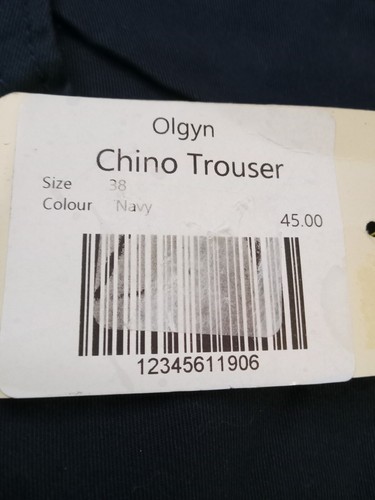 Olgyn
Chino Trouser
Size 38
Colour Navy
45.00
12345611906